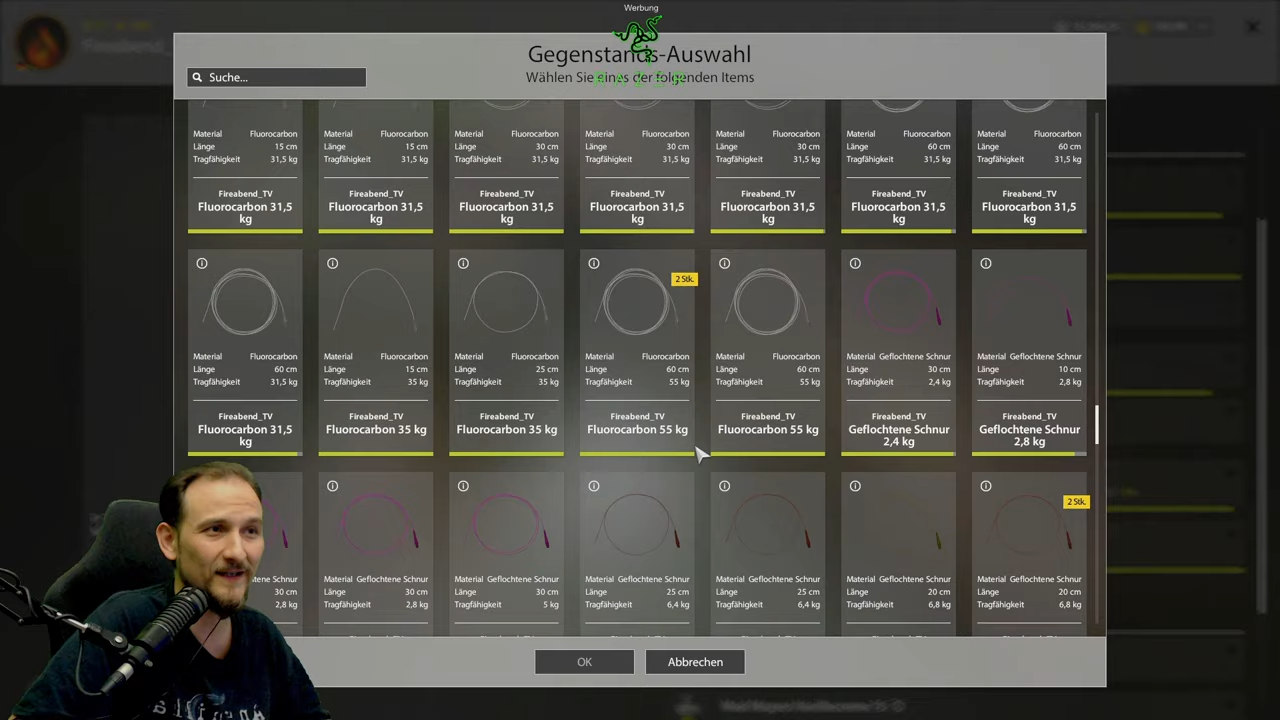 Werbung
Gegenstands-Auswahl
Suche...
Wählen Sie eines der folgenden Items
RAZER
Material Fluorocarbon Material Fluorocarbon Material Fluorocarbon Material Fluorocarbon Material Fluorocarbon Material Fluorocarbon Material Fluorocarbon
Länge 15 cm Länge 15 cm Länge 30 cm Länge 30 cm Länge 30 cm Länge 60 cm Länge 60 cm
Tragfähigkeit 31,5 kg Tragfähigkeit 31,5 kg Tragfähigkeit 31,5 kg Tragfähigkeit 31,5 kg Tragfähigkeit 31,5 kg Tragfähigkeit 31,5 kg Tragfähigkeit 31,5 kg
Fireabend_TV Fireabend_TV Fireabend_TV Fireabend_TV Fireabend_TV Fireabend_TV Fireabend_TV
Fluorocarbon 31,5 Fluorocarbon 31,5 Fluorocarbon 31,5 Fluorocarbon 31,5 Fluorocarbon 31,5 Fluorocarbon 31,5 Fluorocarbon 31,5
kg kg kg kg kg kg kg
2 Stk.
Material Fluorocarbon Material Fluorocarbon Material Fluorocarbon Material Fluorocarbon Material Fluorocarbon Material Geflochtene Schnur Material Geflochtene Schnur
Länge 60 cm Länge 15 cm Länge 25 cm Länge 60 cm Länge 60 cm Länge 30 cm Länge 10 cm
Tragfähigkeit 31,5 kg Tragfähigkeit 35 kg Tragfähigkeit 35 kg Tragfähigkeit 55 kg Tragfähigkeit 55 kg Tragfähigkeit 2,4 kg Tragfähigkeit 2,8 kg
Fireabend_TV Fireabend_TV Fireabend_TV Fireabend_TV Fireabend_TV Fireabend_TV Fireabend_TV
Fluorocarbon 31,5 Fluorocarbon 35 kg Fluorocarbon 35 kg Fluorocarbon 55 kg Fluorocarbon 55 kg Geflochtene Schnur Geflochtene Schnur
kg 2,4 kg 2,8 kg
2 Stk.
tene Schnur Material Geflochtene Schnur Material Geflochtene Schnur Material Geflochtene Schnur Material Geflochtene Schnur Material Geflochtene Schnur Material Geflochtene Schnur
30 cm Länge 30 cm Länge 30 cm Länge 25 cm Länge 25 cm Länge 20 cm Länge 20 cm
2,8 kg Tragfähigkeit 2,8 kg Tragfähigkeit 5 kg Tragfähigkeit 6,4 kg Tragfähigkeit 6,4 kg Tragfähigkeit 6,8 kg Tragfähigkeit 6,8 kg
OK Abbrechen